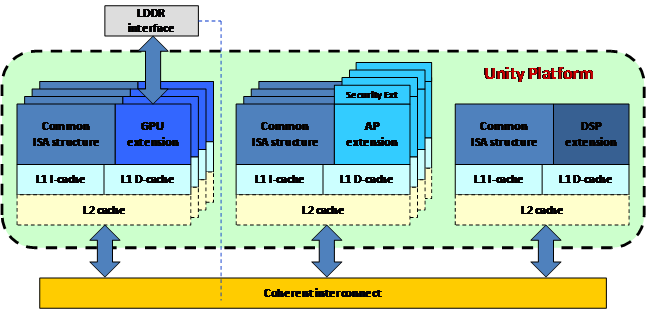 LDDR
interface
Unity Platform
Security Ext
Common
ISA structure
GPU
extension
Common
ISA structure
AP
extension
Common
ISA structure
DSP
extension
L1 I-cache
L1 D-cache
L1 I-cache
L1 D-cache
L1 I-cache
L1 D-cache
L2 cache
L2 cache
L2 cache
Coherent interconnect